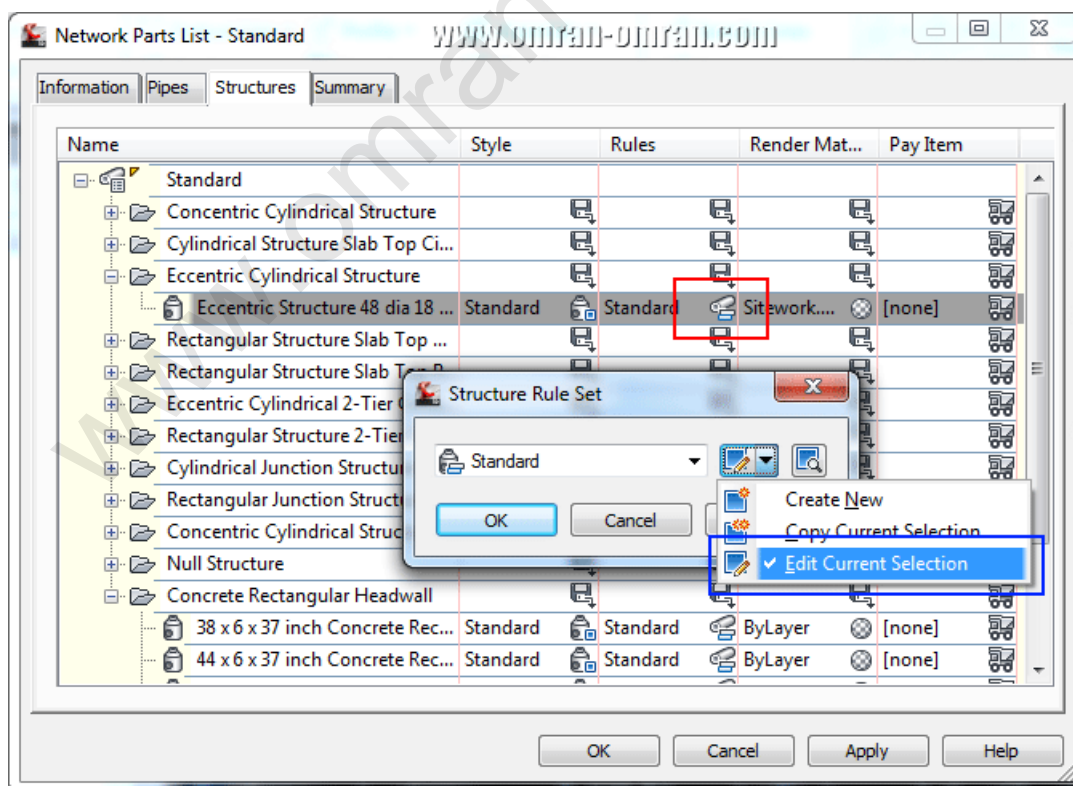 Network Parts List - Standard
www.omran-omran.com
Information Pipes Structures Summary
Name Style Rules Render Mat... Pay Item
Standard
Concentric Cylindrical Structure
Cylindrical Structure Slab Top Ci...
Eccentric Cylindrical Structure
Eccentric Structure 48 dia 18 ... Standard Standard Sitework.... [none]
Rectangular Structure Slab Top ...
Rectangular Structure Slab Top
Eccentric Cylindrical 2-Tier
Structure Rule Set
Rectangular Structure 2-Tier
Standard
Cylindrical Junction Structu
Rectangular Junction Struct
Create New
OK Cancel
Copy Current Selection
Concentric Cylindrical Struc
Edit Current Selection
Null Structure
Concrete Rectangular Headwall
38 x 6 x 37 inch Concrete Rec... Standard Standard ByLayer [none]
44 x 6 x 37 inch Concrete Rec... Standard Standard ByLayer [none]
OK Cancel Apply Help
www.omran